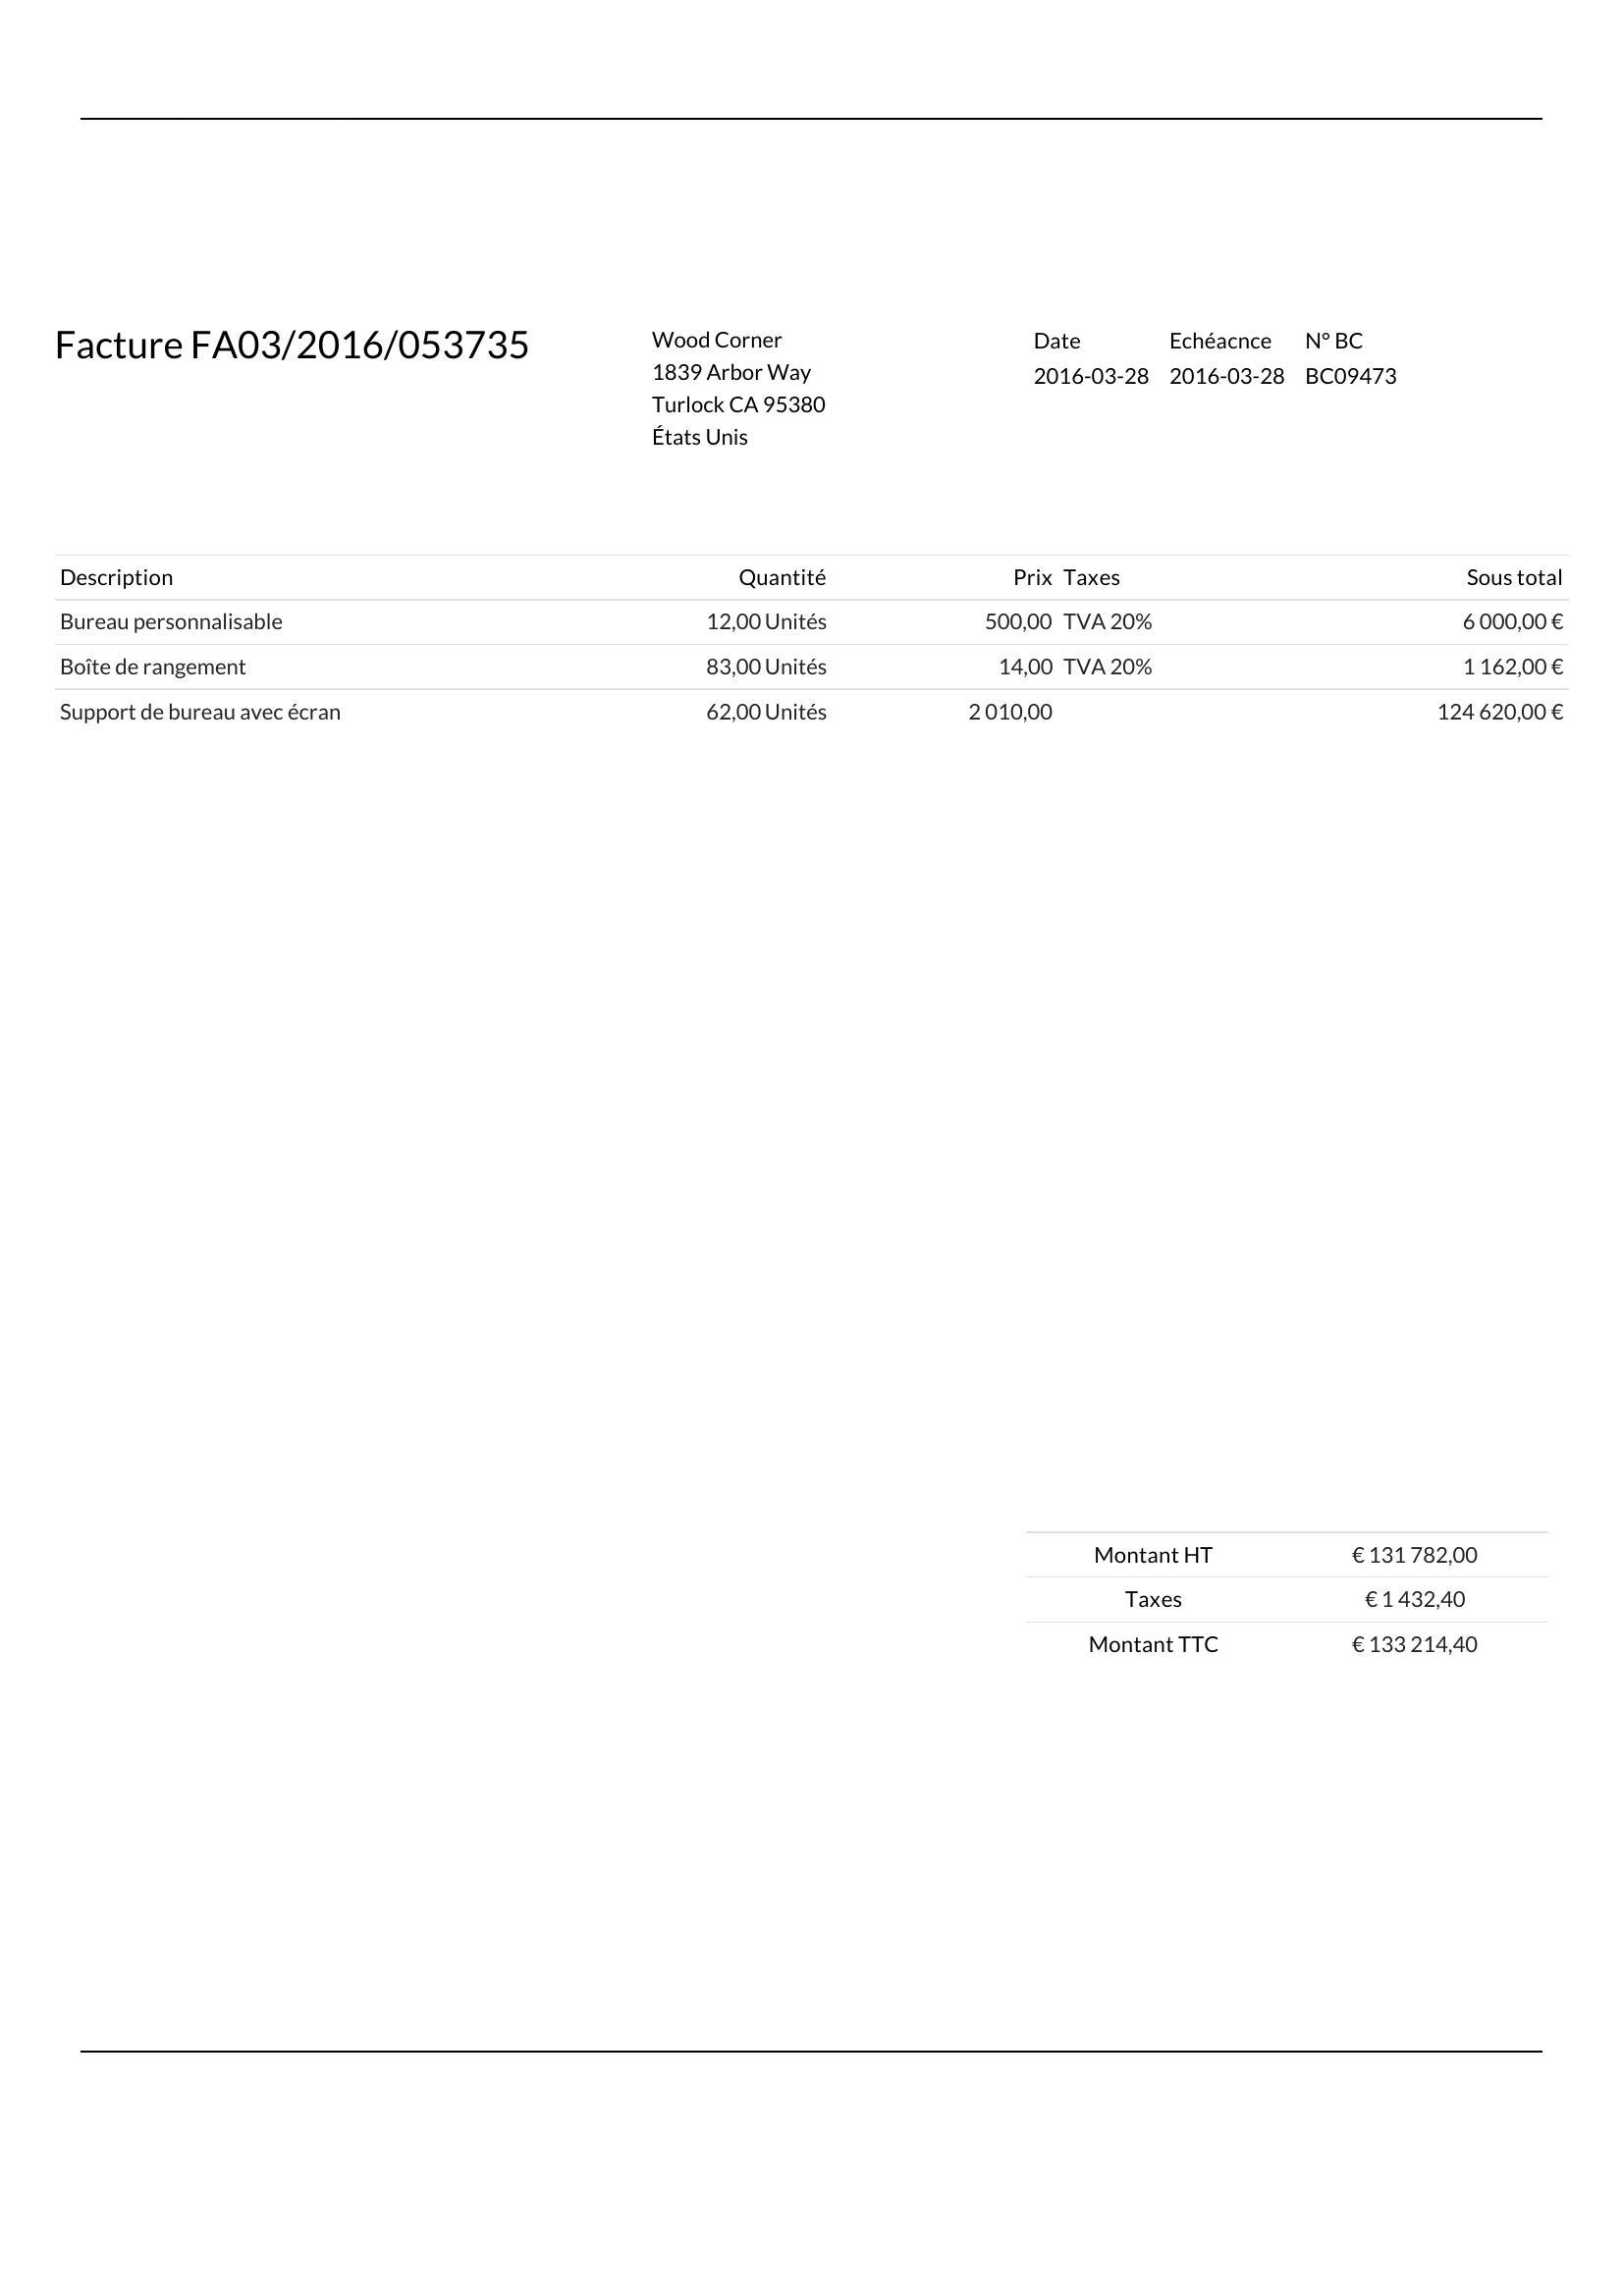 Facture FA03/2016/053735
Wood Corner
1839 Arbor Way
Turlock CA 95380
États Unis
Date Echéacnce N° BC
2016-03-28 2016-03-28 BC09473
Description Quantité Prix Taxes Sous total
Bureau personnalisable 12,00 Unités 500,00 TVA 20% 6 000,00 €
Boîte de rangement 83,00 Unités 14,00 TVA 20% 1 162,00 €
Support de bureau avec écran 62,00 Unités 2 010,00 124 620,00 €
Montant HT € 131 782,00
Taxes € 1 432,40
Montant TTC € 133 214,40